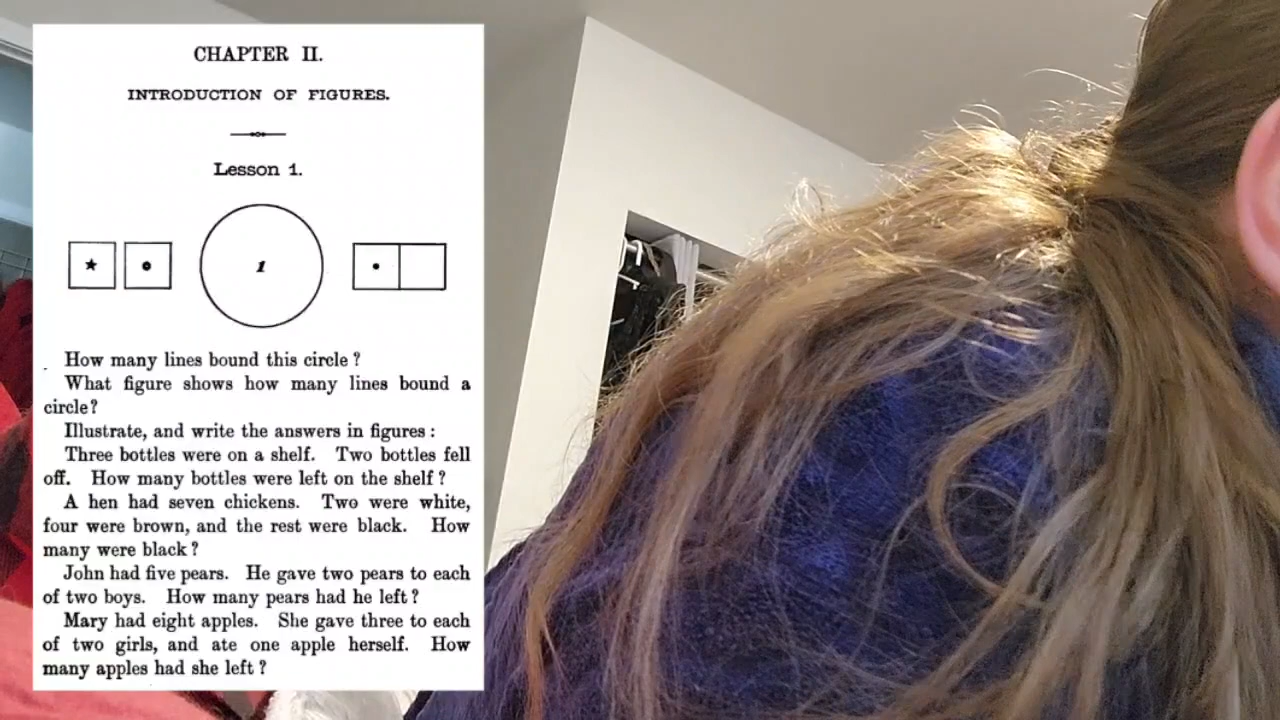 CHAPTER II.
INTRODUCTION OF FIGURES.
Lesson 1.
1
How many lines bound this circle?
What figure shows how many lines bound a
circle?
Illustrate, and write the answers in figures:
Three bottles were on a shelf. Two bottles fell
off. How many bottles were left on the shelf?
A hen had seven chickens. Two were white,
four were brown, and the rest were black. How
many were black?
John had five pears. He gave two pears to each
of two boys. How many pears had he left?
Mary had eight apples. She gave three to each
of two girls, and ate one apple herself. How
many apples had she left?